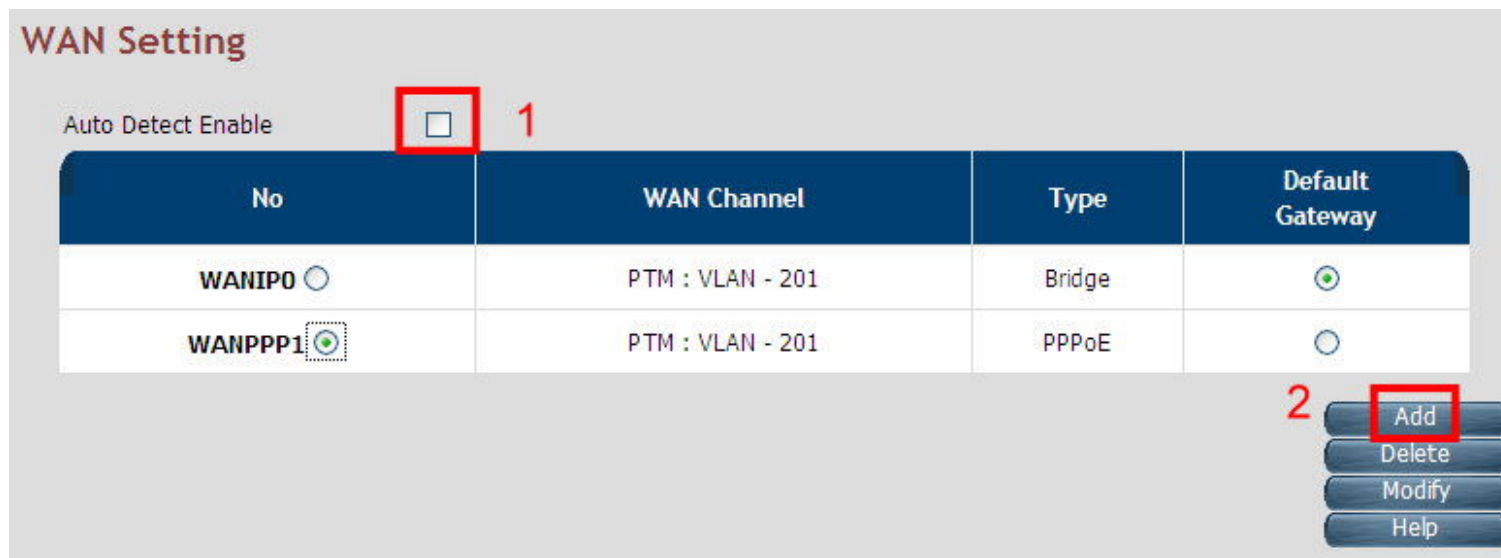 WAN Setting
Auto Detect Enable 1
No WAN Channel Type Default Gateway
WANIP0 PTM : VLAN - 201 Bridge
WANPPP1 PTM : VLAN - 201 PPPoE
2 Add
Delete
Modify
Help